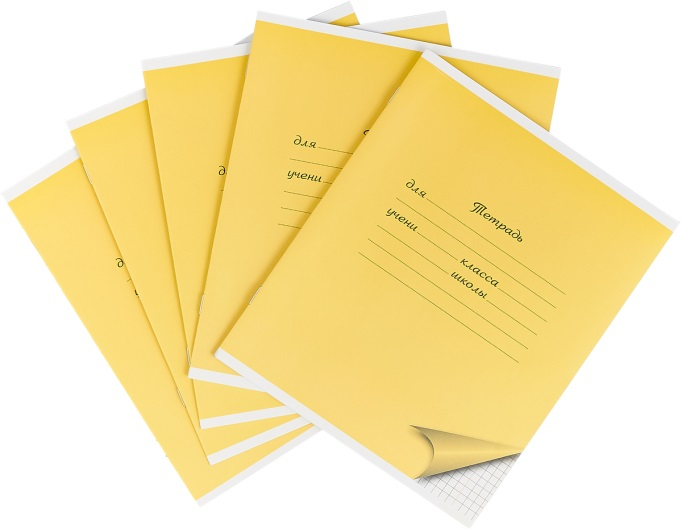 Тетрадь
для
учени
класса
школы
для
учени